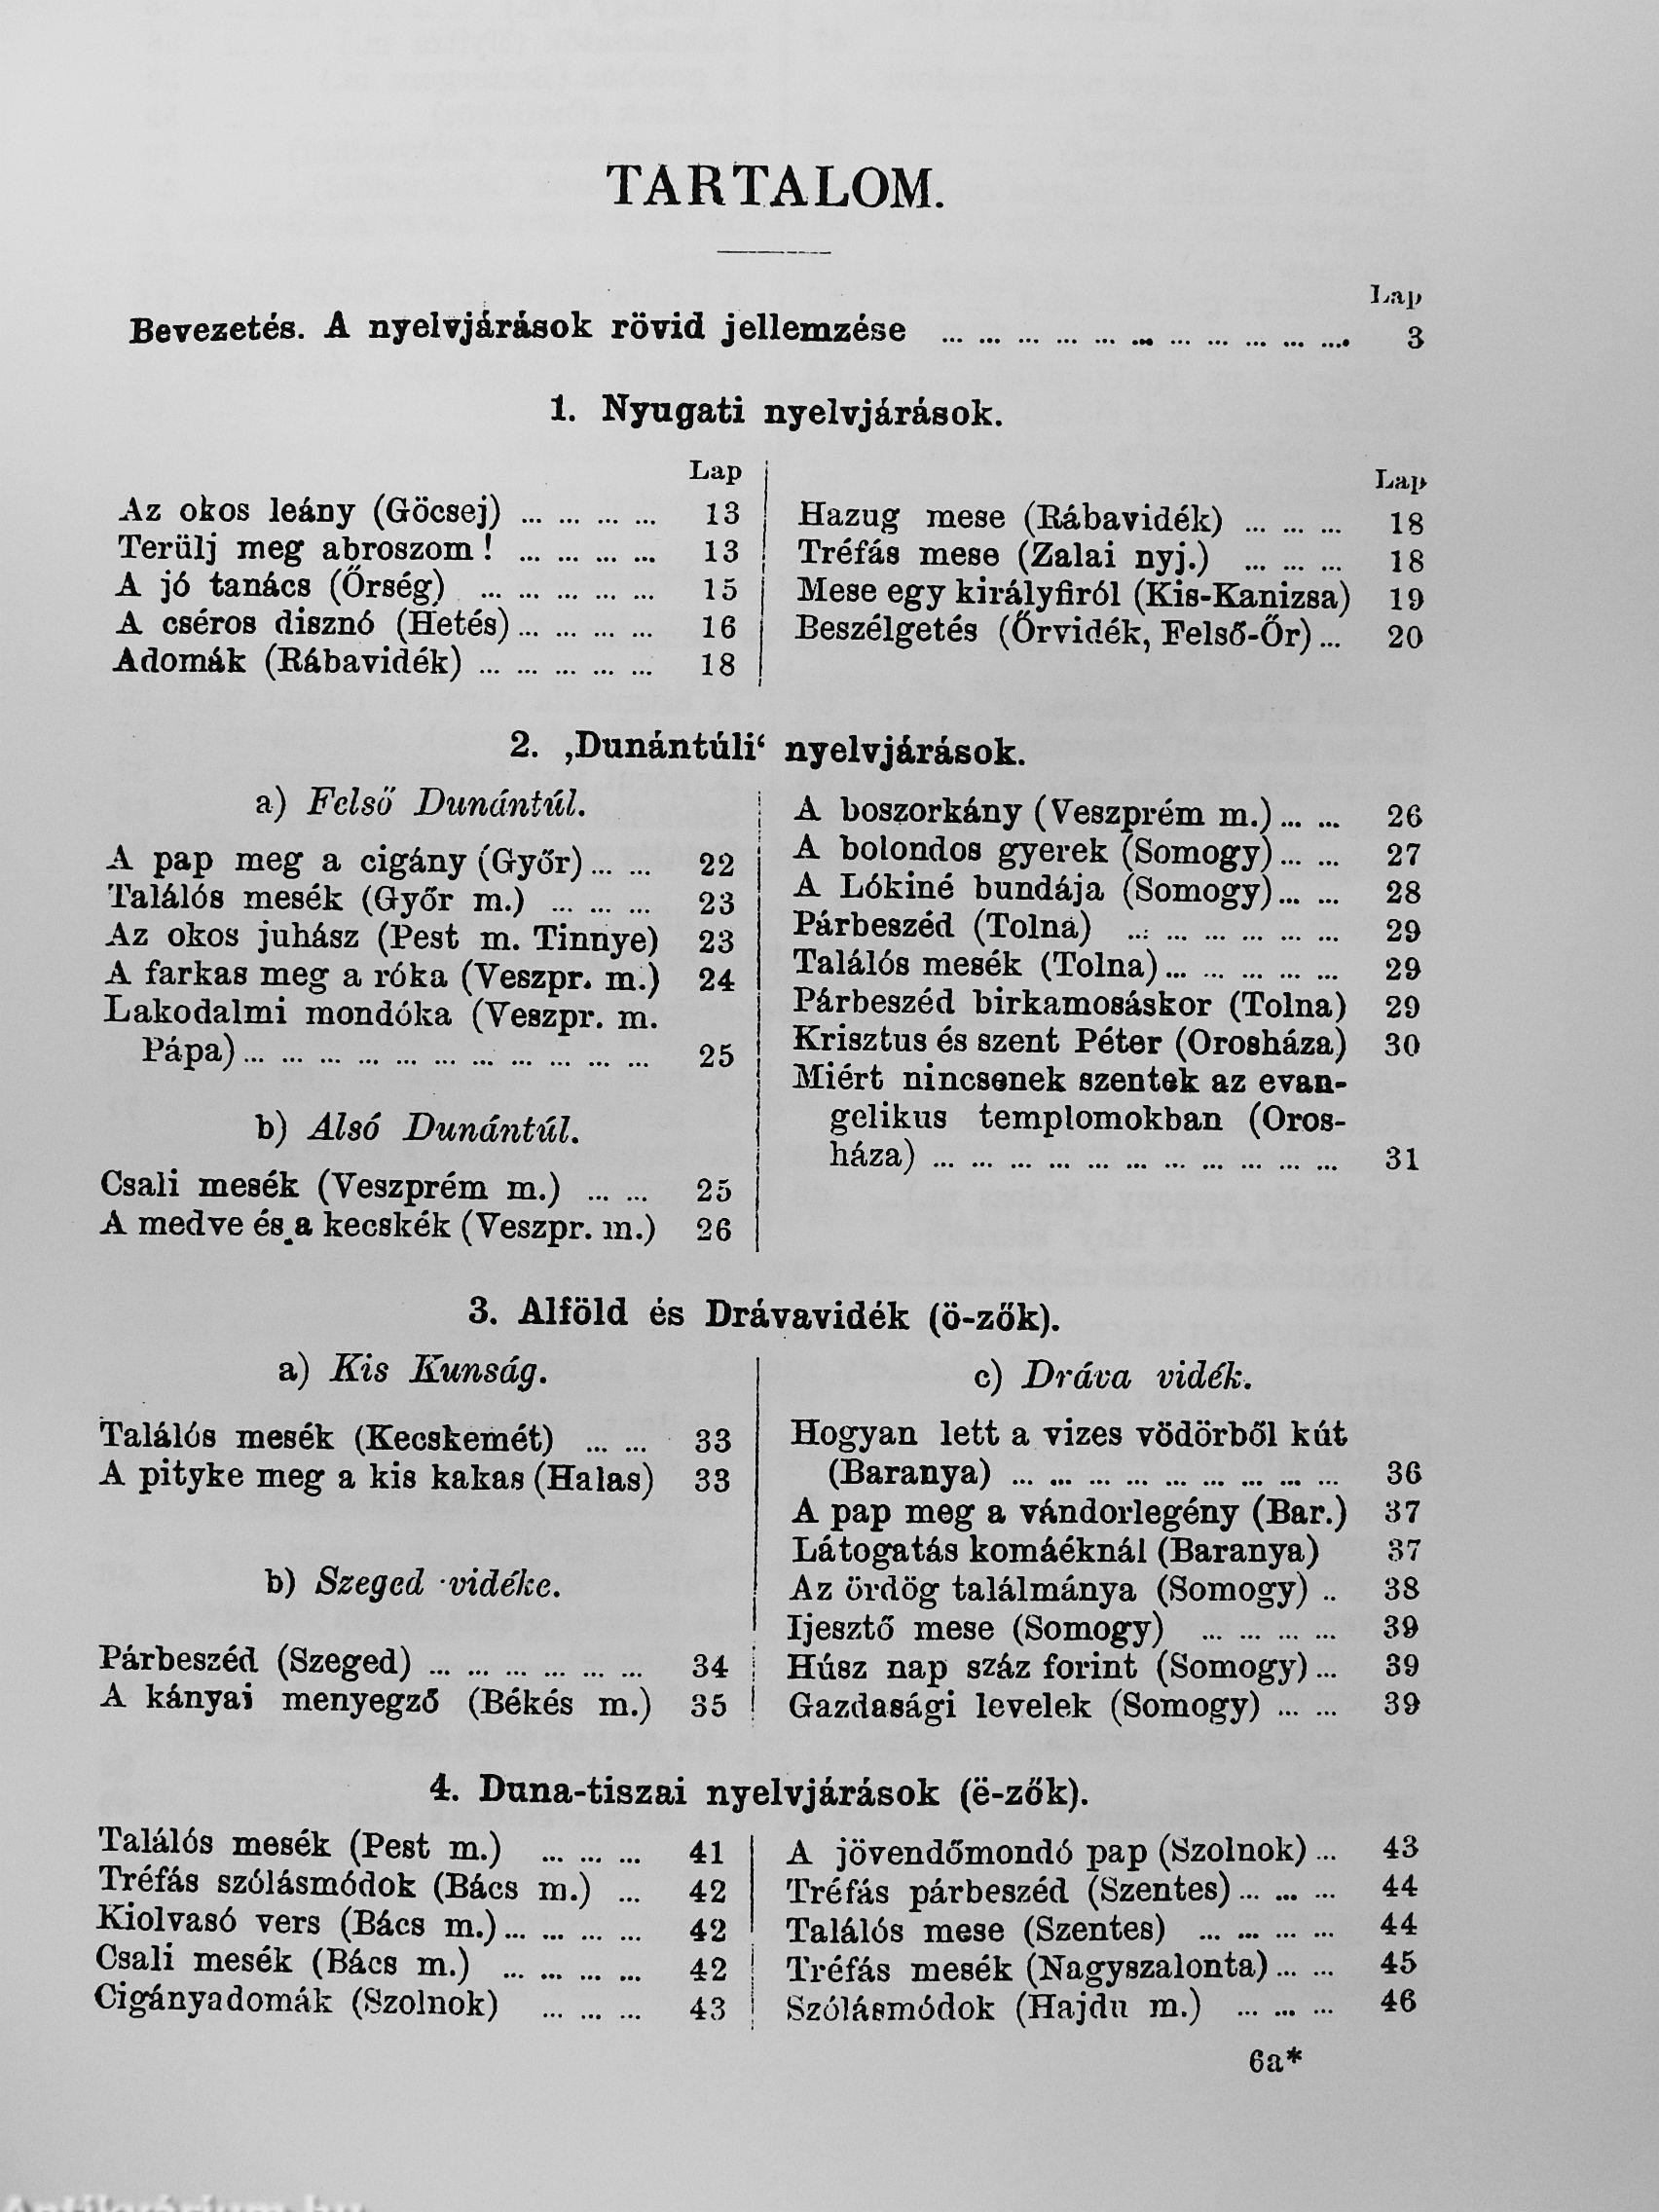 TARTALOM.
Lap
Bevezetés. A nyelvjárások rövid jellemzése ... ... ... ... ... ... ... ... ... ... .... 3
1. Nyugati nyelvjárások.
Lap
Az okos leány (Göcsej) ... ... ... ... 13
Terülj meg abroszom! ... ... ... ... 13
A jó tanács (Őrség) ... ... ... ... ... 15
A cséros disznó (Hetés) ... ... ... ... 16
Adomák (Rábavidék) ... ... ... ... ... 18
Lap
Hazug mese (Rábavidék) ... ... ... 18
Tréfás mese (Zalai nyj.) ... ... ... 18
Mese egy királyfiról (Kis-Kanizsa) 19
Beszélgetés (Őrvidék, Felső-Őr) ... 20
2. ‚Dunántúli‘ nyelvjárások.
a) Felső Dunántúl.
A pap meg a cigány (Győr) ... ... 22
Találós mesék (Győr m.) ... ... ... 23
Az okos juhász (Pest m. Tinnye) 23
A farkas meg a róka (Veszpr. m.) 24
Lakodalmi mondóka (Veszpr. m.
Pápa) ... ... ... ... ... ... ... ... ... ... ... 25
b) Alsó Dunántúl.
Csali mesék (Veszprém m.) ... ... 25
A medve és a kecskék (Veszpr. m.) 26
A boszorkány (Veszprém m.) ... ... 26
A bolondos gyerek (Somogy) ... ... 27
A Lókiné bundája (Somogy) ... ... 28
Párbeszéd (Tolna) ... ... ... ... ... ... 29
Találós mesék (Tolna) ... ... ... ... ... 29
Párbeszéd birkamosáskor (Tolna) 29
Krisztus és szent Péter (Orosháza) 30
Miért nincsenek szentek az evan-
gelikus templomokban (Oros-
háza) ... ... ... ... ... ... ... ... ... ... ... 31
3. Alföld és Drávavidék (ö-zők).
a) Kis Kunság.
Találós mesék (Kecskemét) ... ... 33
A pityke meg a kis kakas (Halas) 33
b) Szeged vidéke.
Párbeszéd (Szeged) ... ... ... ... ... ... 34
A kányai menyegző (Békés m.) 35
c) Dráva vidék.
Hogyan lett a vizes vödörből kút
(Baranya) ... ... ... ... ... ... ... ... ... 36
A pap meg a vándorlegény (Bar.) 37
Látogatás komáéknál (Baranya) 37
Az ördög találmánya (Somogy) .. 38
Ijesztő mese (Somogy) ... ... ... ... 39
Húsz nap száz forint (Somogy) ... 39
Gazdasági levelek (Somogy) ... ... 39
4. Duna-tiszai nyelvjárások (ë-zők).
Találós mesék (Pest m.) ... ... ... 41
Tréfás szólásmódok (Bács m.) ... 42
Kiolvasó vers (Bács m.) ... ... ... ... 42
Csali mesék (Bács m.) ... ... ... ... 42
Cigányadomák (Szolnok) ... ... ... 43
A jövendőmondó pap (Szolnok) ... 43
Tréfás párbeszéd (Szentes) ... ... ... 44
Találós mese (Szentes) ... ... ... ... 44
Tréfás mesék (Nagyszalonta) ... ... 45
Szólásmódok (Hajdu m.) ... ... ... 46
6a*